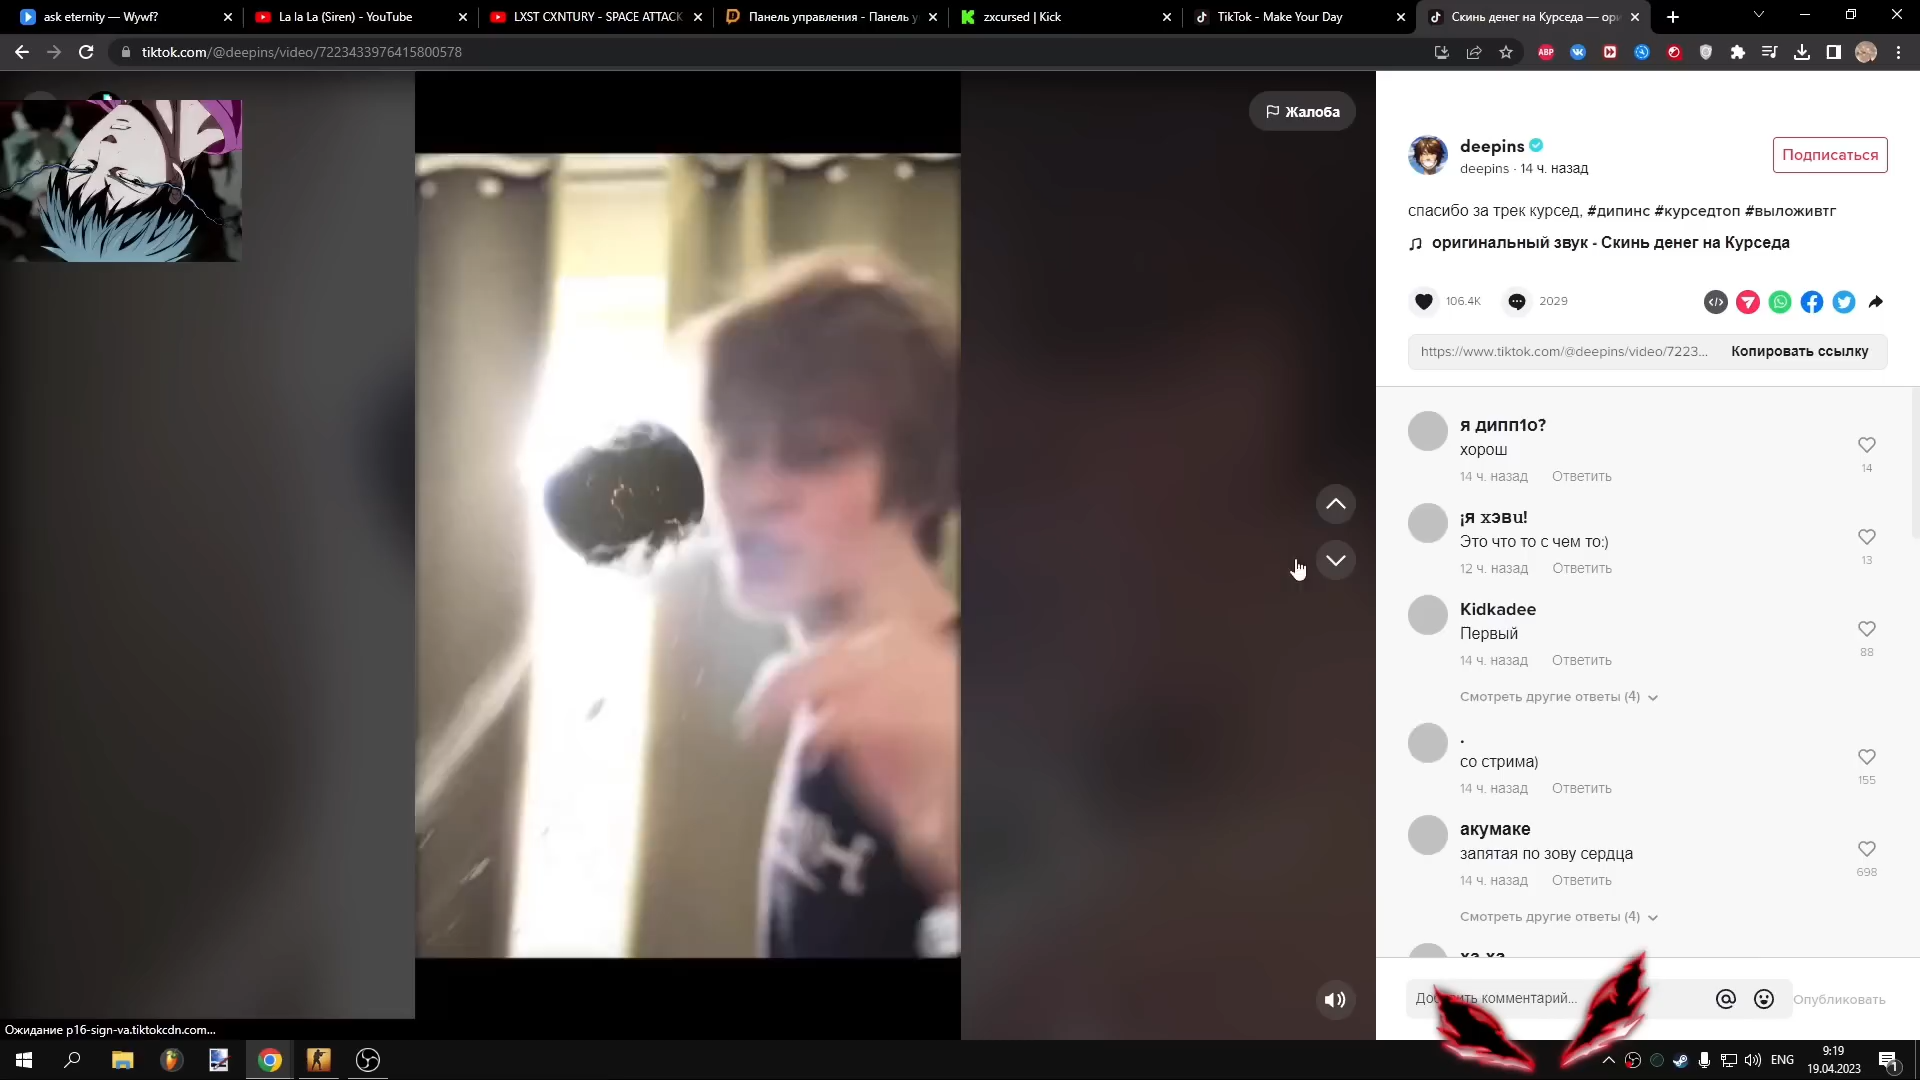 ask eternity — Wywf?
La la La (Siren) - YouTube
LXST CXNTURY - SPACE ATTACK
Панель управления - Панель у
zxcursed | Kick
TikTok - Make Your Day
Скинь денег на Курседа — ори
tiktok.com/@deepins/video/7223433976415800578
ABP
Жалоба
deepins
deepins · 14 ч. назад
Подписаться
спасибо за трек курсед, #дипинс #курседтоп #выложивтг
оригинальный звук - Скинь денег на Курседа
106.4K
2029
https://www.tiktok.com/@deepins/video/7223...
Копировать ссылку
я дипп1о?
хорош
14 ч. назад
Ответить
14
¡я xэвu!
Это что то с чем то:)
12 ч. назад
Ответить
13
Kidkadee
Первый
14 ч. назад
Ответить
88
Смотреть другие ответы (4)
.
со стрима)
14 ч. назад
Ответить
155
акумаке
запятая по зову сердца
14 ч. назад
Ответить
698
Смотреть другие ответы (4)
комментарий...
Опубликовать
Ожидание p16-sign-va.tiktokcdn.com...
ENG
9:19
19.04.2023
1